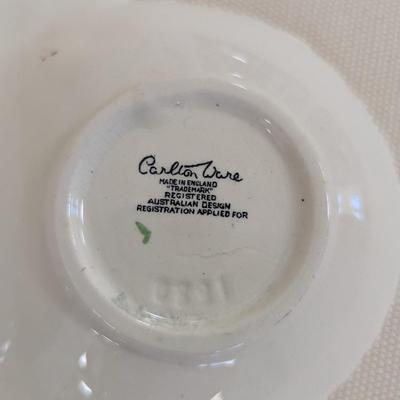 Carlton Ware
MADE IN ENGLAND
"TRADEMARK"
REGISTERED
AUSTRALIAN DESIGN
REGISTRATION APPLIED FOR